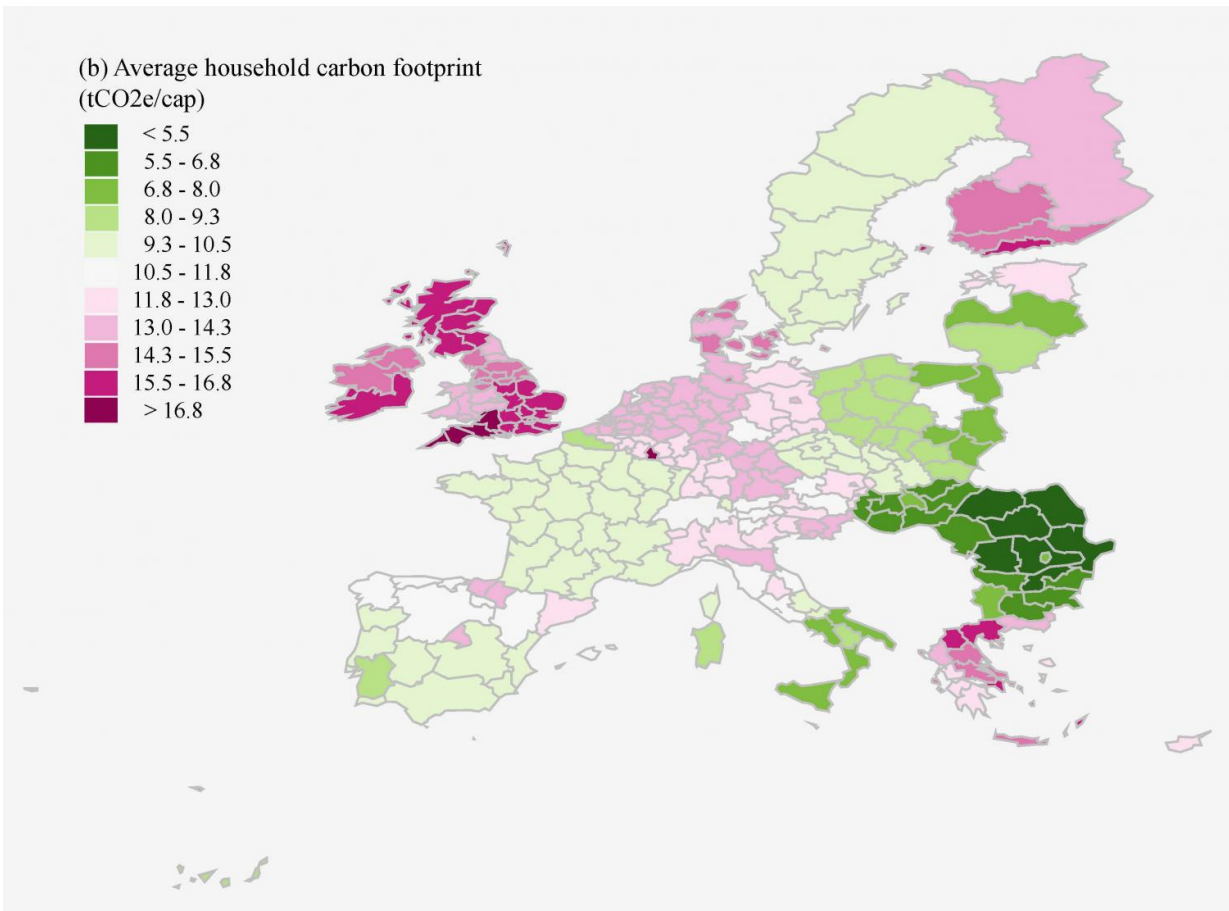 (b) Average household carbon footprint
(tCO2e/cap)
< 5.5
5.5 - 6.8
6.8 - 8.0
8.0 - 9.3
9.3 - 10.5
10.5 - 11.8
11.8 - 13.0
13.0 - 14.3
14.3 - 15.5
15.5 - 16.8
> 16.8